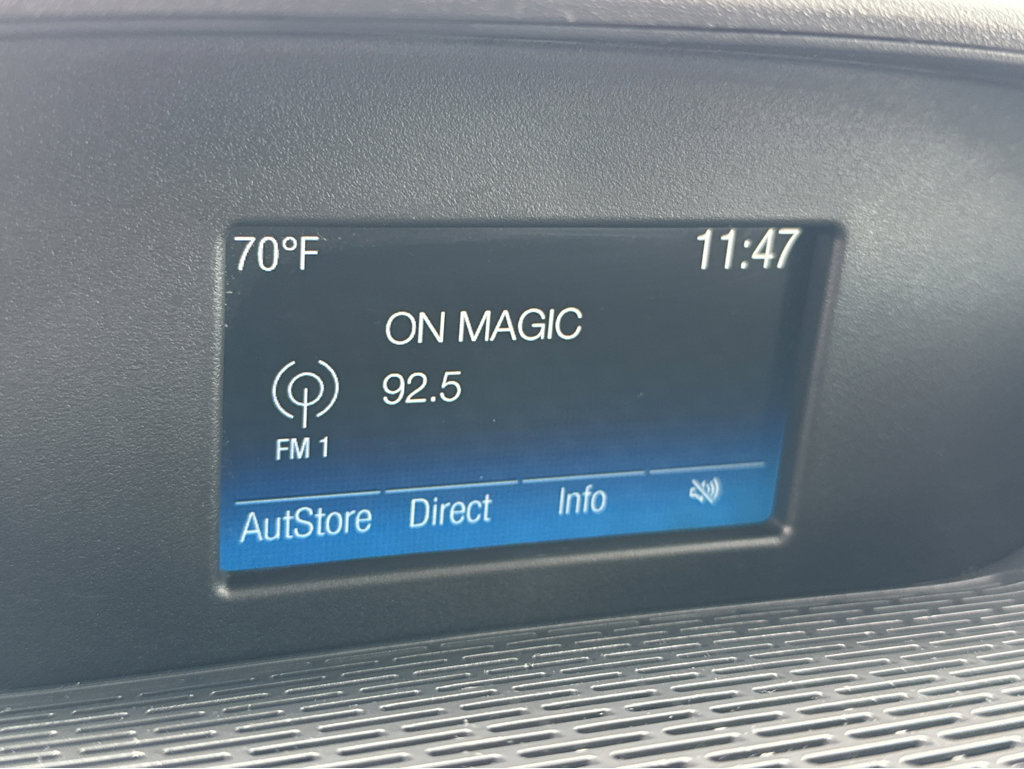 70°F 11:47
ON MAGIC
92.5
FM 1
AutStore Direct Info